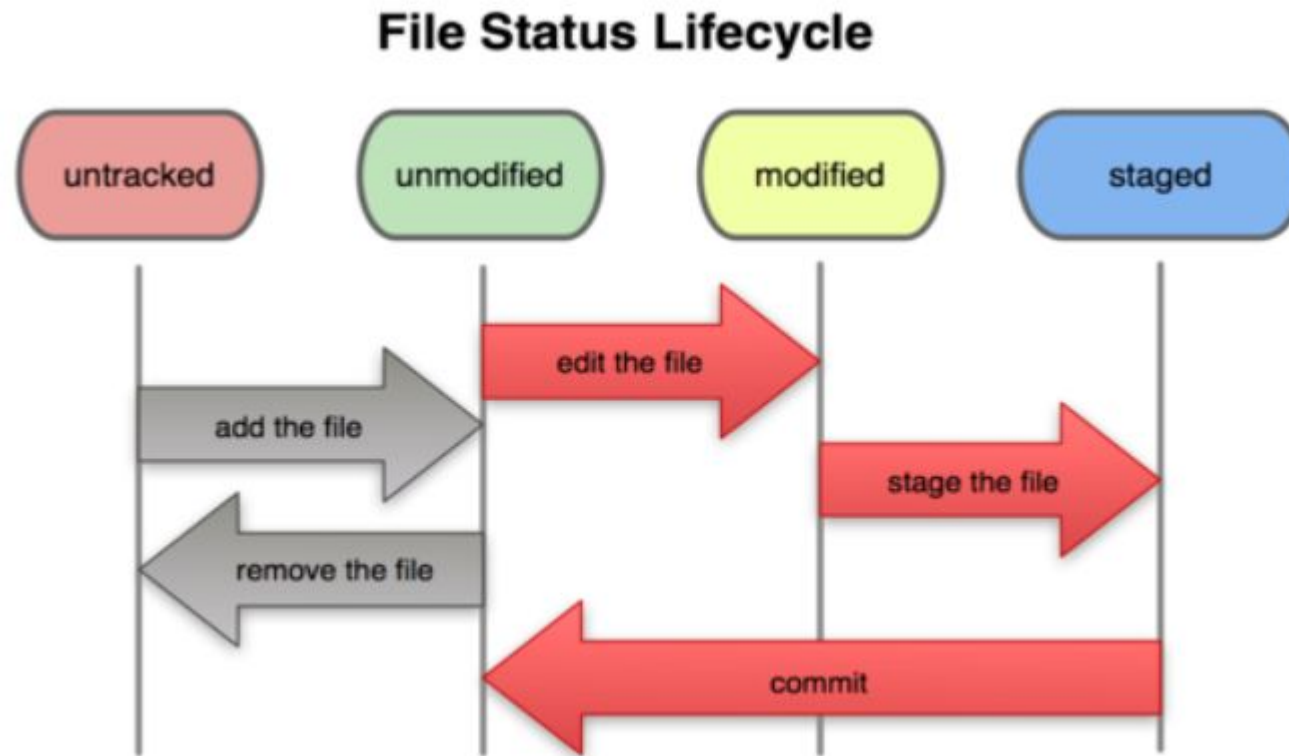 File Status Lifecycle
untracked
unmodified
modified
staged
edit the file
add the file
stage the file
remove the file
commit